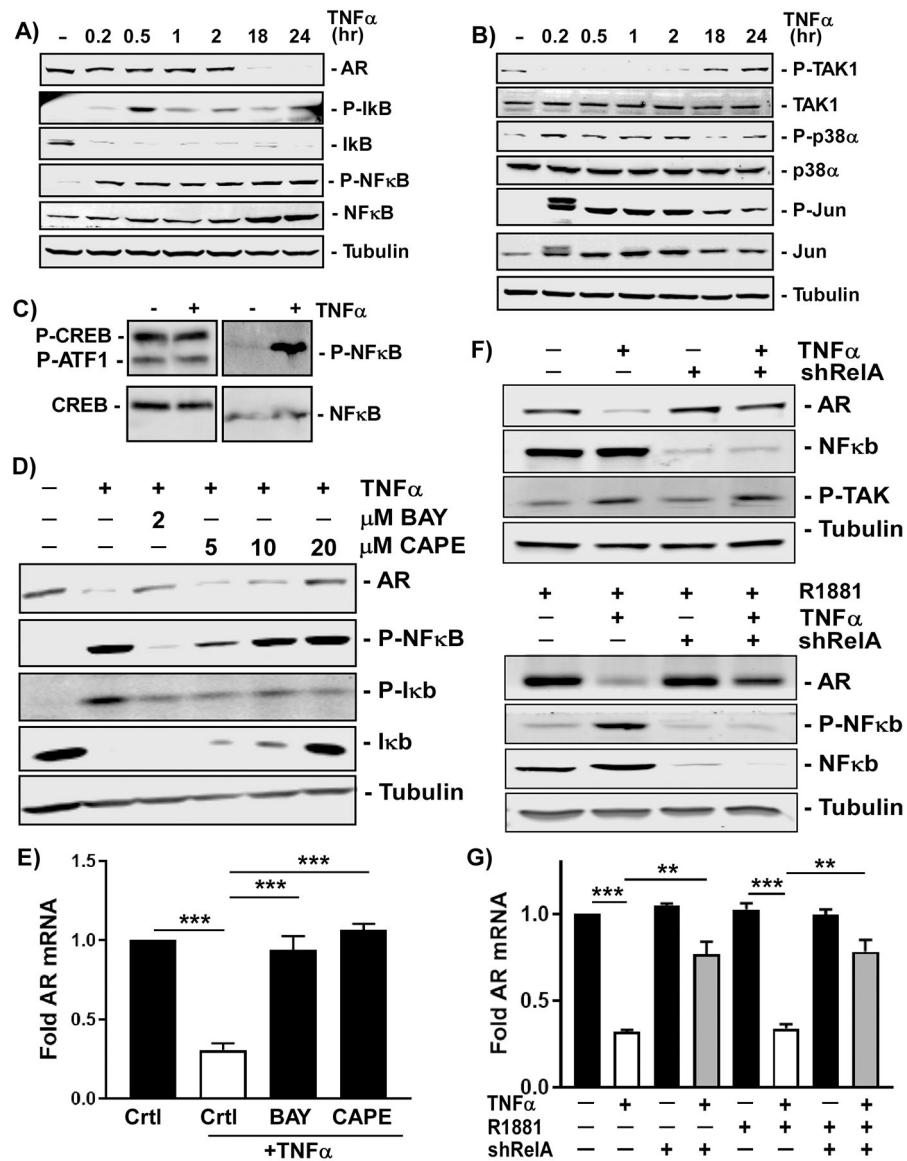 A)
TNFα
– 0.2 0.5 1 2 18 24 (hr)
- AR
- P-IkB
- IkB
- P-NFκB
- NFκB
- Tubulin
B)
TNFα
– 0.2 0.5 1 2 18 24 (hr)
- P-TAK1
- TAK1
- P-p38α
- p38α
- P-Jun
- Jun
- Tubulin
C)
- + - + TNFα
P-CREB -
P-ATF1 -
- P-NFκB
CREB -
- NFκB
D)
– + + + + + TNFα
– – 2 – – – μM BAY
– – – 5 10 20 μM CAPE
- AR
- P-NFκB
- P-Iκb
- Iκb
- Tubulin
E)
Fold AR mRNA
1.5
1.0
0.5
0.0
***
***
***
Crtl Crtl BAY CAPE
+TNFα
F)
– + – + TNFα
– – + + shRelA
- AR
- NFκb
- P-TAK
- Tubulin
+ + + + R1881
– + – + TNFα
– – + + shRelA
- AR
- P-NFκb
- NFκb
- Tubulin
G)
Fold AR mRNA
1.0
0.5
0.0
*** ** *** **
TNFα – + – + – + – +
R1881 – – – – + + + +
shRelA – – + + – – + +